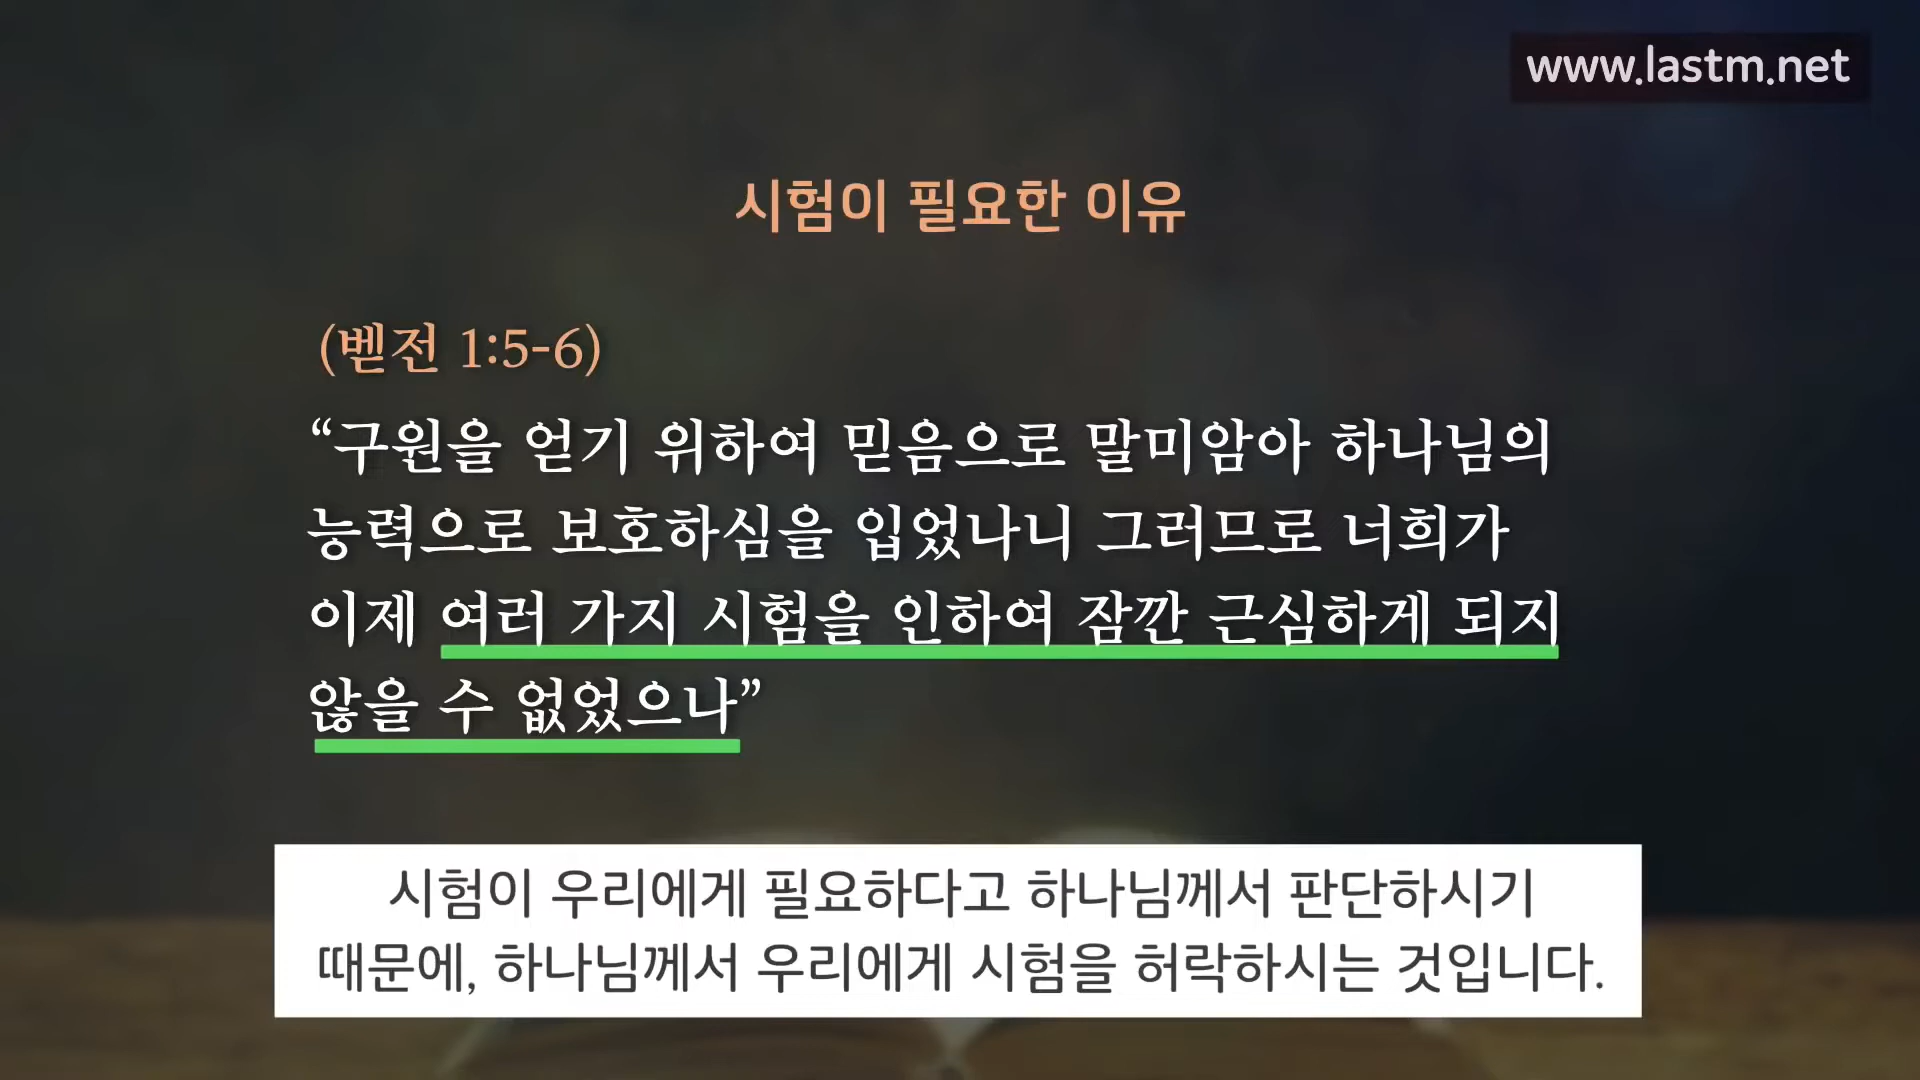 www.lastm.net
시험이 필요한 이유
(벧전 1:5-6)
“구원을 얻기 위하여 믿음으로 말미암아 하나님의
능력으로 보호하심을 입었나니 그러므로 너희가
이제 여러 가지 시험을 인하여 잠깐 근심하게 되지
않을 수 없었으나”
시험이 우리에게 필요하다고 하나님께서 판단하시기
때문에, 하나님께서 우리에게 시험을 허락하시는 것입니다.